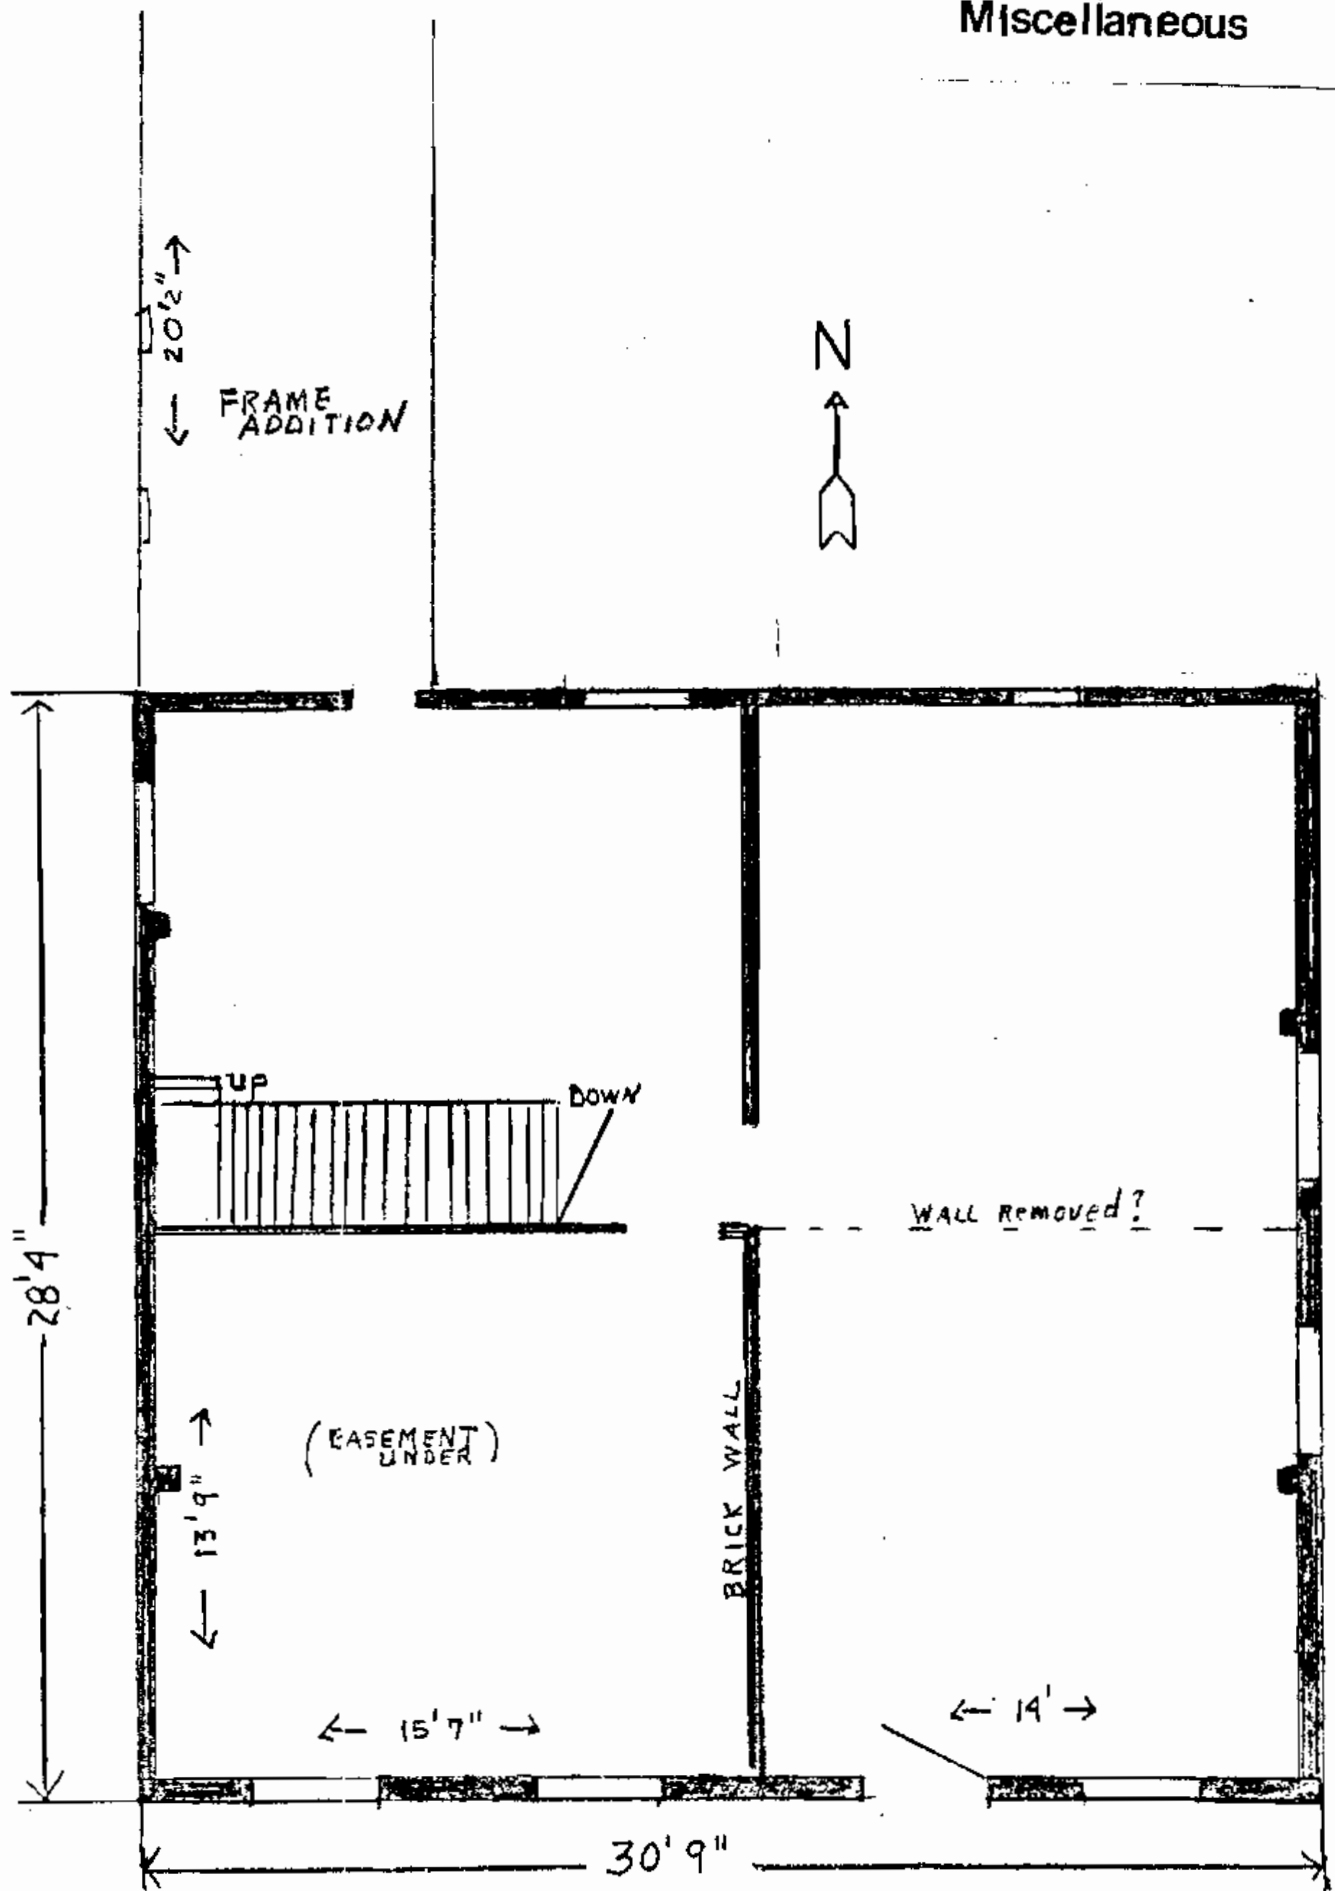 Miscellaneous
20'2"
FRAME
ADDITION
N
UP
DOWN
WALL REMOVEd?
28'4"
(EASEMENT
UNDER)
13'9"
BRICK WALL
15'7"
14'
30'9"